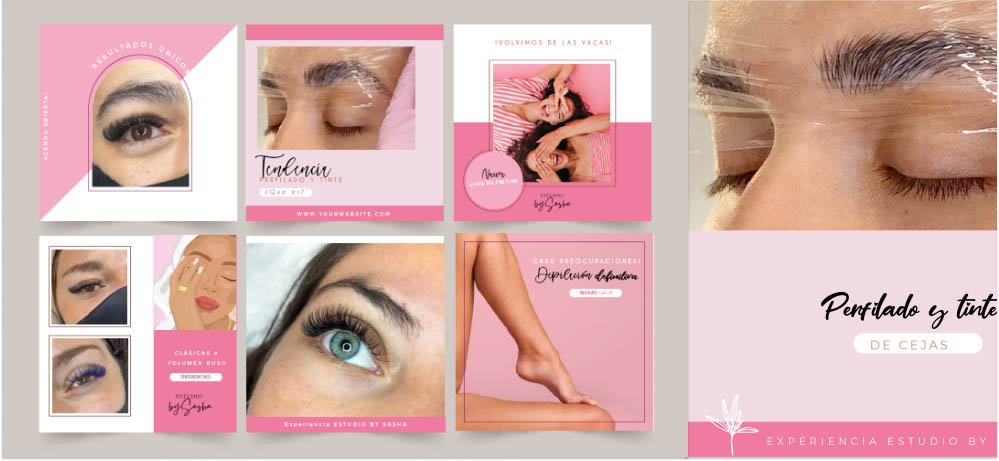 RESULTADOS ÚNICOS
AGENDA ABIERTA!
Tendencia
PERFILADO Y TINTE
¿Que es?
WWW.YOURWEBSITE.COM
¡VOLVIMOS DE LAS VACAS!
Nueva
LISTA DE PRECIOS
ESTUDIO
bySasha
CLÁSICAS o
VOLUMEN RUSO
DIFERENCIAS
ESTUDIO
bySasha
Experiencia ESTUDIO BY SASHA
CHAU PREOCUPACIONES!
Depilación definitiva
Perfilado y tinte
DE CEJAS
EXPERIENCIA ESTUDIO BY